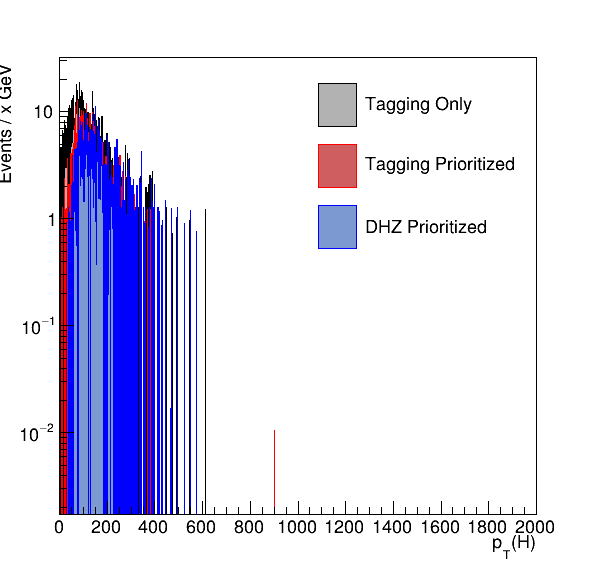 Events / x GeV
10
1
10⁻¹
10⁻²
Tagging Only
Tagging Prioritized
DHZ Prioritized
0 200 400 600 800 1000 1200 1400 1600 1800 2000
p_T(H)